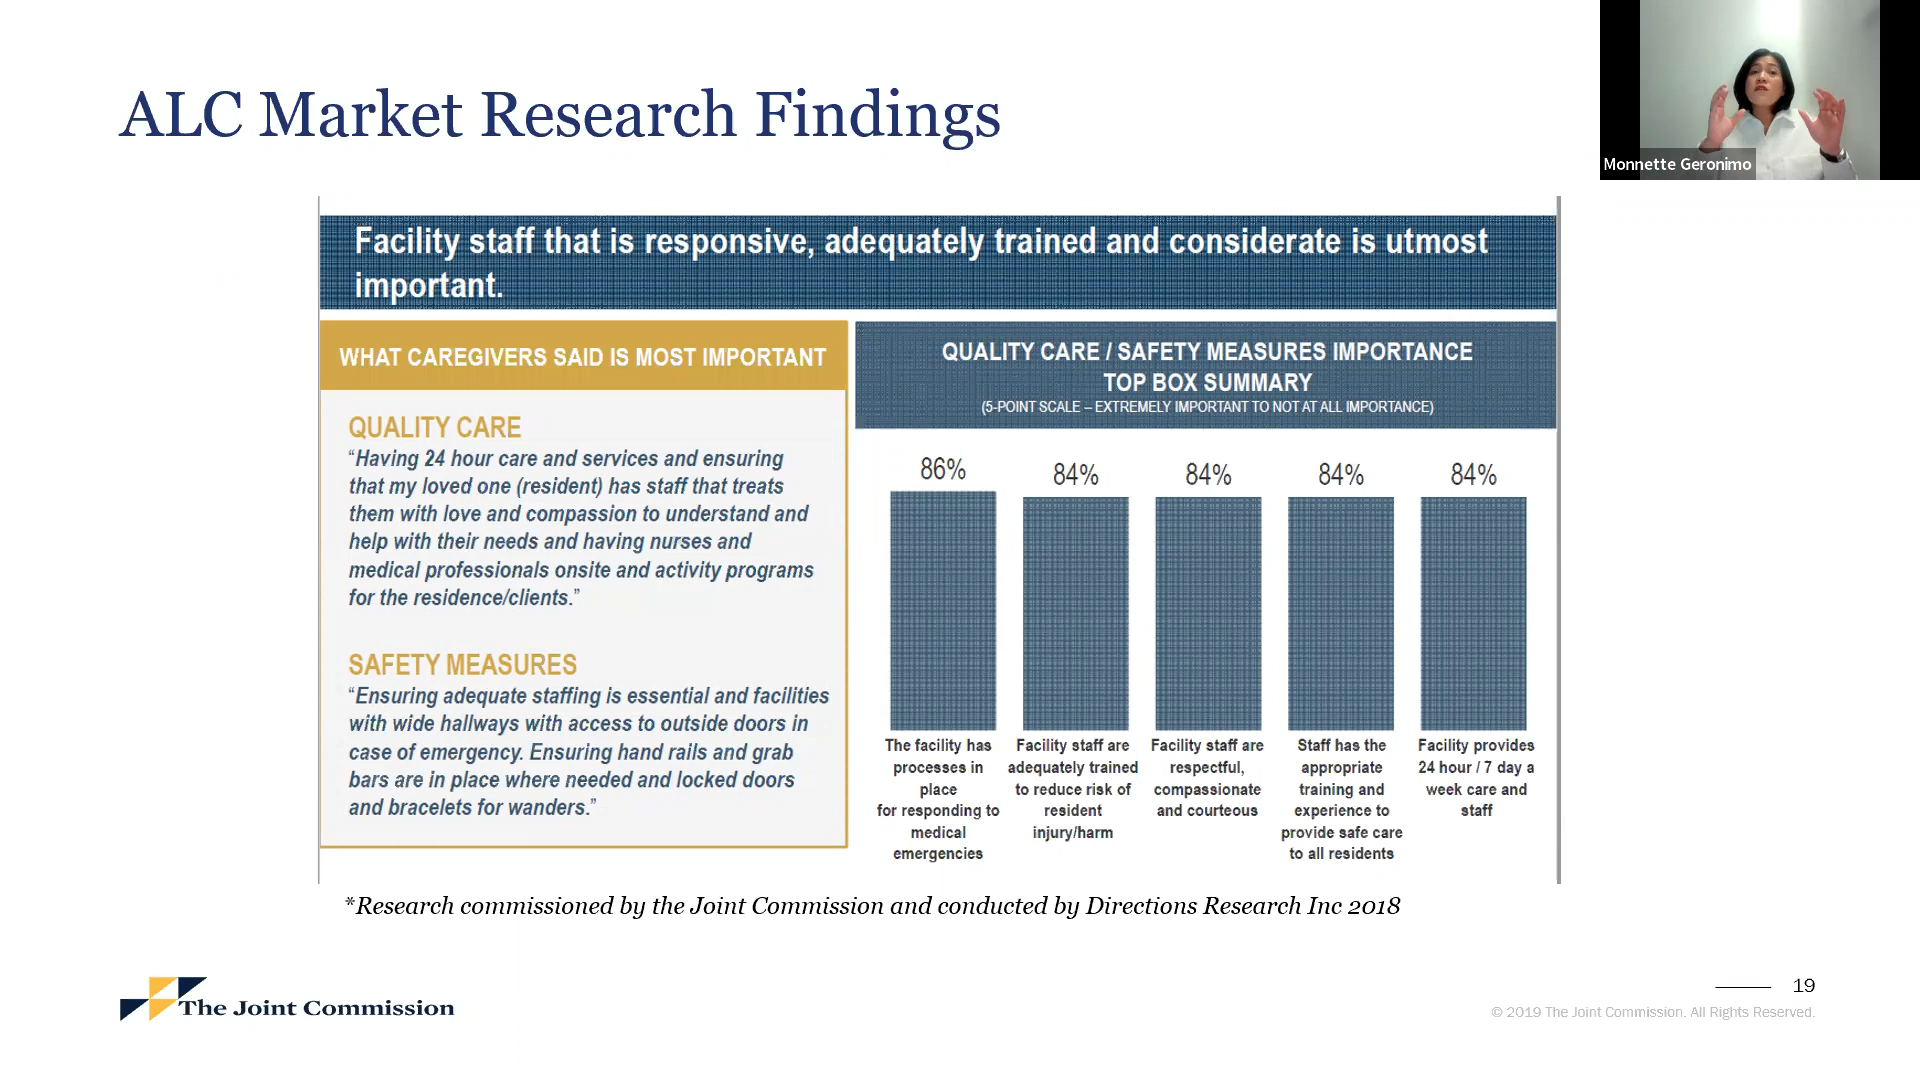 ALC Market Research Findings
Monnette Geronimo
Facility staff that is responsive, adequately trained and considerate is utmost
important.
WHAT CAREGIVERS SAID IS MOST IMPORTANT
QUALITY CARE
“Having 24 hour care and services and ensuring
that my loved one (resident) has staff that treats
them with love and compassion to understand and
help with their needs and having nurses and
medical professionals onsite and activity programs
for the residence/clients.”
SAFETY MEASURES
“Ensuring adequate staffing is essential and facilities
with wide hallways with access to outside doors in
case of emergency. Ensuring hand rails and grab
bars are in place where needed and locked doors
and bracelets for wanders.”
QUALITY CARE / SAFETY MEASURES IMPORTANCE
TOP BOX SUMMARY
(5-POINT SCALE – EXTREMELY IMPORTANT TO NOT AT ALL IMPORTANCE)
86%
84%
84%
84%
84%
The facility has
processes in
place
for responding to
medical
emergencies
Facility staff are
adequately trained
to reduce risk of
resident
injury/harm
Facility staff are
respectful,
compassionate
and courteous
Staff has the
appropriate
training and
experience to
provide safe care
to all residents
Facility provides
24 hour / 7 day a
week care and
staff
*Research commissioned by the Joint Commission and conducted by Directions Research Inc 2018
The Joint Commission
19
© 2019 The Joint Commission. All Rights Reserved.